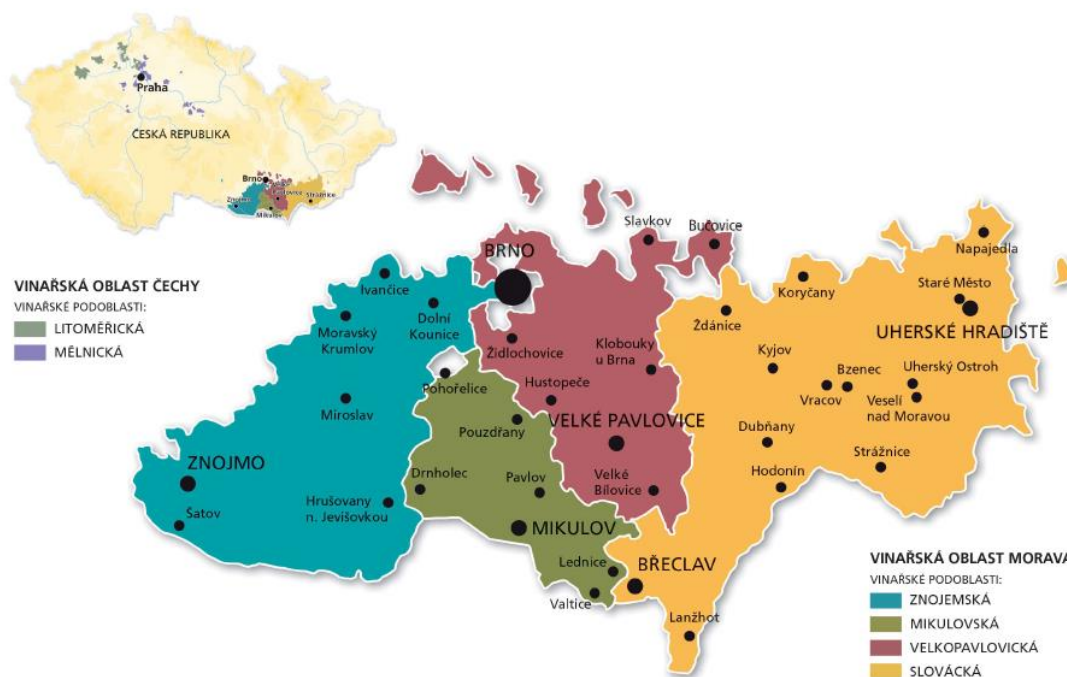 Praha
ČESKÁ REPUBLIKA
Brno
Znojmo
Mikulov
Strážnice
VINAŘSKÁ OBLAST ČECHY
VINAŘSKÉ PODOBLASTI:
LITOMĚŘICKÁ
MĚLNICKÁ
Slavkov
Bučovice
Napajedla
BRNO
Ivančice
Koryčany
Staré Město
Dolní
Kounice
Moravský
Krumlov
Ždánice
UHERSKÉ HRADIŠTĚ
Židlochovice
Klobouky
u Brna
Kyjov
Bzenec
Uherský Ostroh
Pohořelice
Hustopeče
Vracov
Veselí
nad Moravou
Miroslav
Pouzdřany
VELKÉ PAVLOVICE
Dubňany
Strážnice
ZNOJMO
Drnholec
Pavlov
Velké
Bílovice
Hodonín
Šatov
Hrušovany
n. Jevišovkou
MIKULOV
Lednice
BŘECLAV
Valtice
Lanžhot
VINAŘSKÁ OBLAST MORAVA
VINAŘSKÉ PODOBLASTI:
ZNOJEMSKÁ
MIKULOVSKÁ
VELKOPAVLOVICKÁ
SLOVÁCKÁ